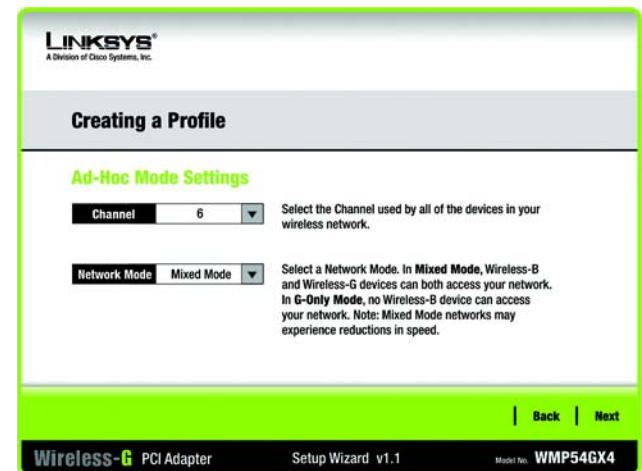 LINKSYS®
A Division of Cisco Systems, Inc.
Creating a Profile
Ad-Hoc Mode Settings
Channel 6
Select the Channel used by all of the devices in your
wireless network.
Network Mode Mixed Mode
Select a Network Mode. In Mixed Mode, Wireless-B
and Wireless-G devices can both access your network.
In G-Only Mode, no Wireless-B device can access
your network. Note: Mixed Mode networks may
experience reductions in speed.
Back Next
Wireless-G PCI Adapter Setup Wizard v1.1 Model No. WMP54GX4